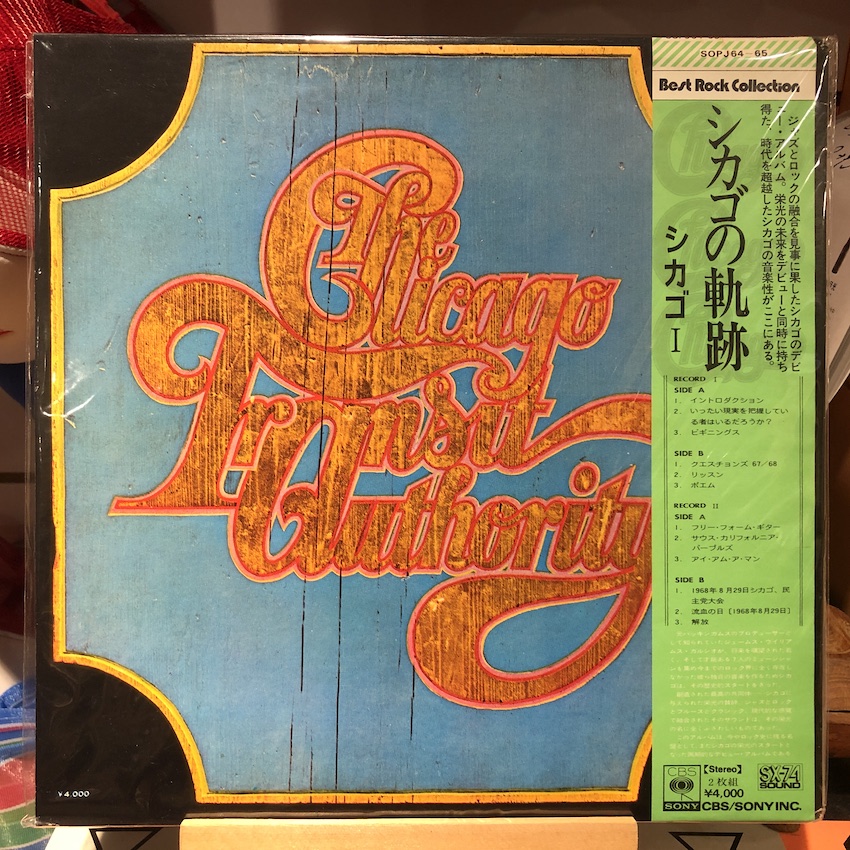 The
Chicago
Transit
Authority
¥4,000
SOPJ64-65
Best Rock Collection
ジャズとロックの融合を見事に果したシカゴのデビ
ュー・アルバム。栄光の未来をデビューと同時に持ち
得た、時代を超越したシカゴの音楽性がここにある。
シカゴの軌跡
シカゴ I
RECORD I
SIDE A
1. イントロダクション
2. いったい現実を把握してい
る者はいるだろうか?
3. ビギニングス
SIDE B
1. クエスチョンズ 67/68
2. リッスン
3. ポエム
RECORD II
SIDE A
1. フリー・フォーム・ギター
2. サウス・カリフォルニア・
パープルズ
3. アイ・アム・ア・マン
SIDE B
1. 1968年8月29日シカゴ、民
主党大会
2. 流血の日[1968年8月29日]
3. 解放
CBS
SONY
【Stereo】
2枚組
¥4,000
CBS/SONY INC.
SX-74
SOUND